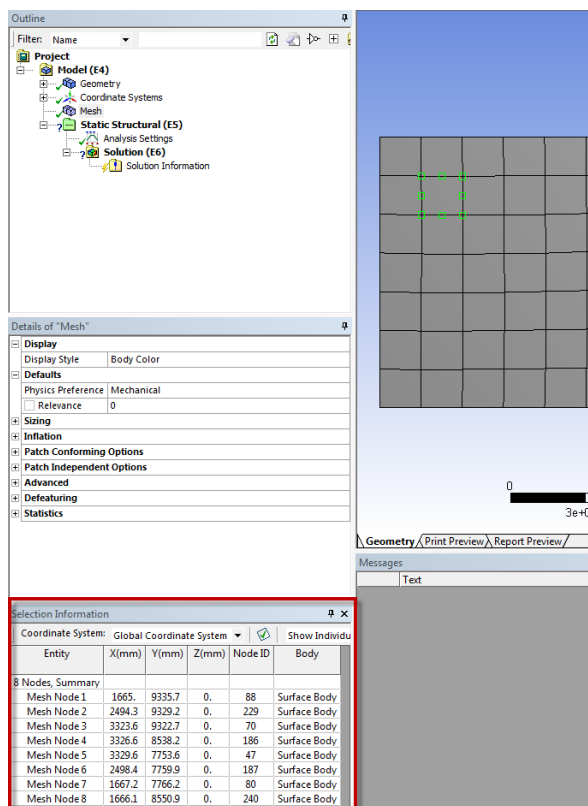 Outline
Filter: Name
Project
Model (E4)
Geometry
Coordinate Systems
Mesh
Static Structural (E5)
Analysis Settings
Solution (E6)
Solution Information
Details of "Mesh"
Display
Display Style Body Color
Defaults
Physics Preference Mechanical
Relevance 0
Sizing
Inflation
Patch Conforming Options
Patch Independent Options
Advanced
Defeaturing
Statistics
0
3e+0
Geometry Print Preview Report Preview
Messages
Text
Selection Information
Coordinate System: Global Coordinate System Show Individu
Entity X(mm) Y(mm) Z(mm) Node ID Body
8 Nodes, Summary
Mesh Node 1 1665. 9335.7 0. 88 Surface Body
Mesh Node 2 2494.3 9329.2 0. 229 Surface Body
Mesh Node 3 3323.6 9322.7 0. 70 Surface Body
Mesh Node 4 3326.6 8538.2 0. 186 Surface Body
Mesh Node 5 3329.6 7753.6 0. 47 Surface Body
Mesh Node 6 2498.4 7759.9 0. 187 Surface Body
Mesh Node 7 1667.2 7766.2 0. 80 Surface Body
Mesh Node 8 1666.1 8550.9 0. 240 Surface Body